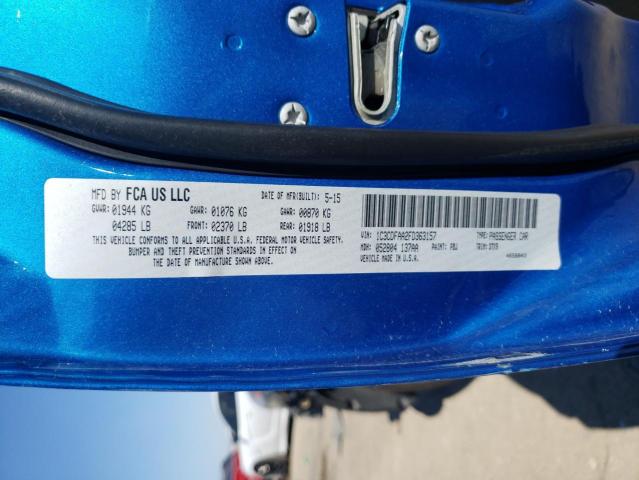 MFD BY FCA US LLC DATE OF MFR(BUILT): 5-15
GVWR: 01944 KG GAWR: 01076 KG GAWR: 00870 KG
04285 LB FRONT: 02370 LB REAR: 01918 LB
THIS VEHICLE CONFORMS TO ALL APPLICABLE U.S.A. FEDERAL MOTOR VEHICLE SAFETY,
BUMPER AND THEFT PREVENTION STANDARDS IN EFFECT ON
THE DATE OF MANUFACTURE SHOWN ABOVE.
VIN: 1C3CDFAA2FD363157 TYPE: PASSENGER CAR
MDH: 052804 137AA PAINT: PBJ TRIM:
VEHICLE MADE IN U.S.A.